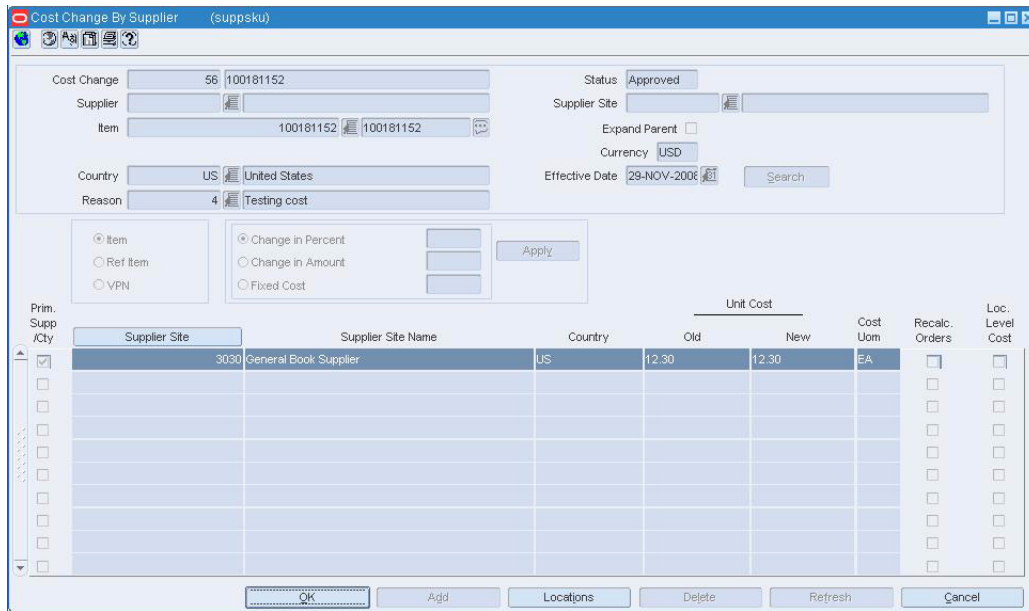 Cost Change By Supplier (suppsku)
Cost Change 56 100181152 Status Approved
Supplier Supplier Site
Item 100181152 100181152 Expand Parent
Currency USD
Country US United States Effective Date 29-NOV-2008 Search
Reason 4 Testing cost
Item Change in Percent
Ref Item Change in Amount Apply
VPN Fixed Cost
Prim. Supp /Cty Supplier Site Supplier Site Name Country Unit Cost Old New Cost Uom Recalc. Orders Loc. Level Cost
3030 General Book Supplier US 12.30 12.30 EA
OK Add Locations Delete Refresh Cancel